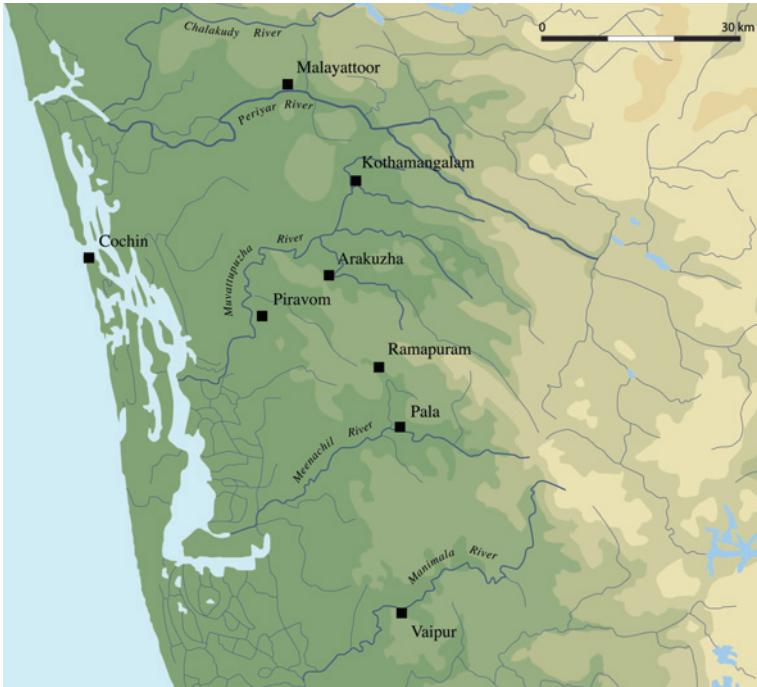 Chalakudy River
0 30 km
Malayattoor
Periyar River
Kothamangalam
Cochin
Muvattupuzha River
Arakuzha
Piravom
Ramapuram
Pala
Meenachil River
Manimala River
Vaipur